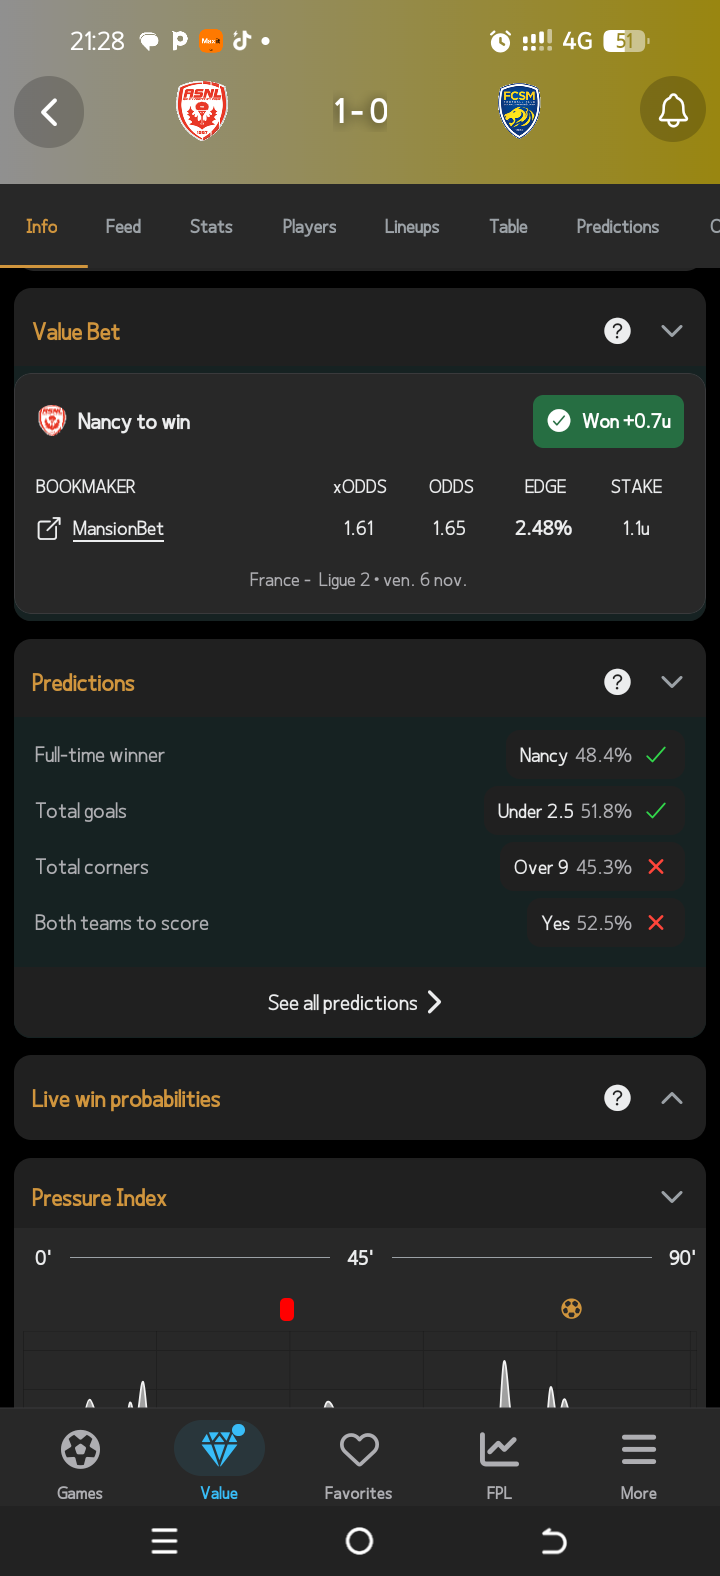 21:28 4G 51
ASNL 1 - 0 FCSM
Info Feed Stats Players Lineups Table Predictions
Value Bet ?
Nancy to win Won +0.7u
BOOKMAKER xODDS ODDS EDGE STAKE
MansionBet 1.61 1.65 2.48% 1.1u
France - Ligue 2 • ven. 6 nov.
Predictions ?
Full-time winner Nancy 48.4%
Total goals Under 2.5 51.8%
Total corners Over 9 45.3%
Both teams to score Yes 52.5%
See all predictions
Live win probabilities ?
Pressure Index
0' 45' 90'
Games Value Favorites FPL More